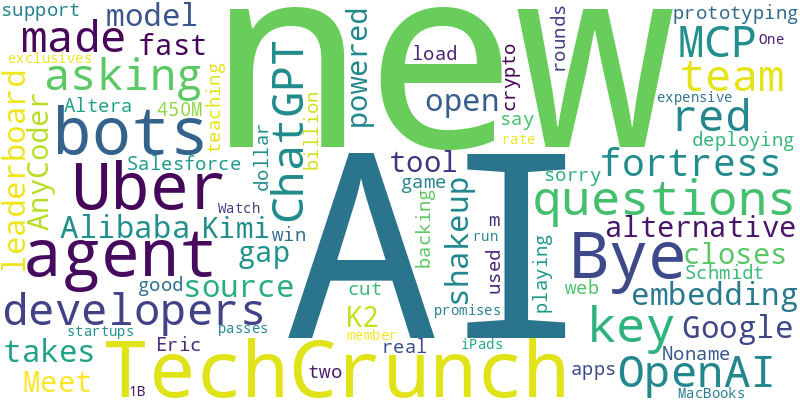 support
model
new
rounds
prototyping
made
fast
exclusives
powered
load
crypto
MCP
One
asking
ChatGPT
open
team
leaderboard
AnyCoder
Altera
450M
teaching
billion
dollar
say
rate
expensive
red
bots
deploying
Salesforce
tool
game
sorry
fortress
Uber
AI
Watch
questions
Alibaba
Kimi
win
backing
shakeup
used
m
run
playing
alternative
agent
gap
Bye
closes
Schmidt
good
source
cut
web
embedding
developers
K2
promises
key
Google
startups
passes
member
takes
Eric
real
iPads
Noname
TechCrunch
Meet
two
apps
OpenAI
1B
MacBooks